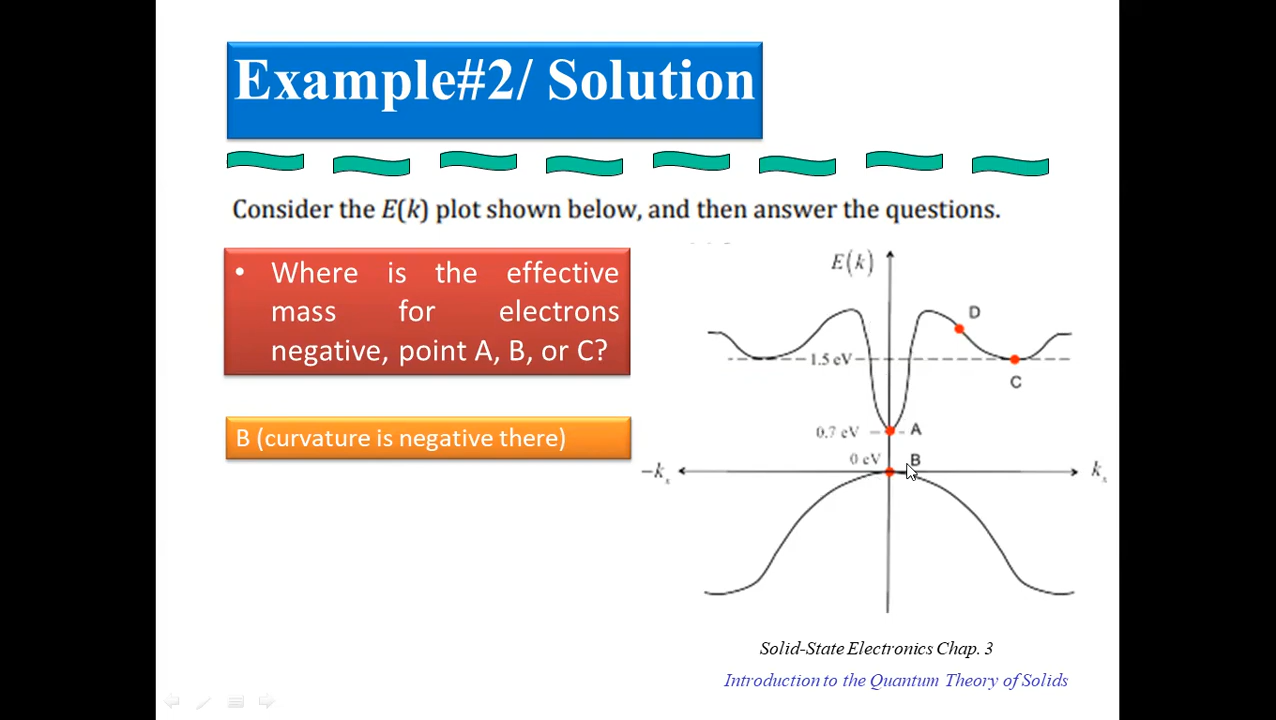 Example#2/ Solution
Consider the E(k) plot shown below, and then answer the questions.
• Where is the effective
mass for electrons
negative, point A, B, or C?
B (curvature is negative there)
E(k)
D
1.5 eV
C
0.7 eV
A
0 eV
B
-kₓ
kₓ
Solid-State Electronics Chap. 3
Introduction to the Quantum Theory of Solids